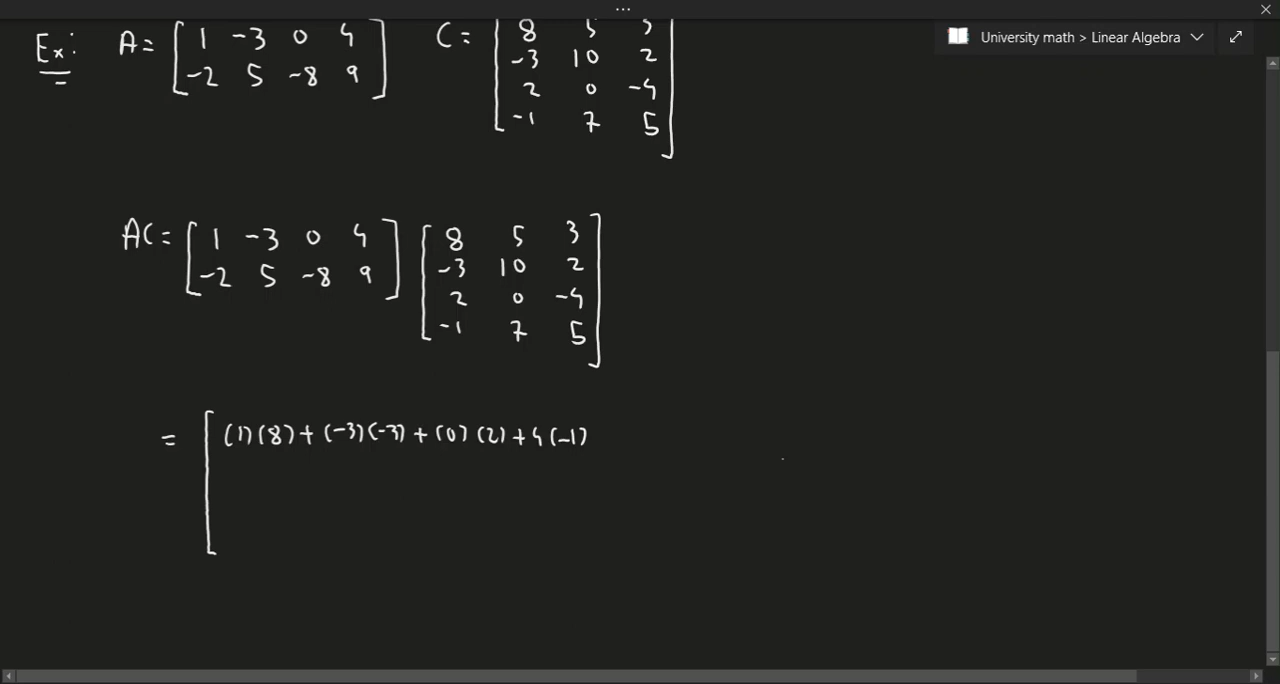 ...
University math > Linear Algebra
Ex: A = [ 1 -3 0 4 C = [ 8 5 3
-2 5 -8 9 ] -3 10 2
2 0 -4
-1 7 5 ]
AC = [ 1 -3 0 4 ] [ 8 5 3 ]
-2 5 -8 9 -3 10 2
2 0 -4
-1 7 5
= [ (1)(8) + (-3)(-3) + (0)(2) + 4(-1)